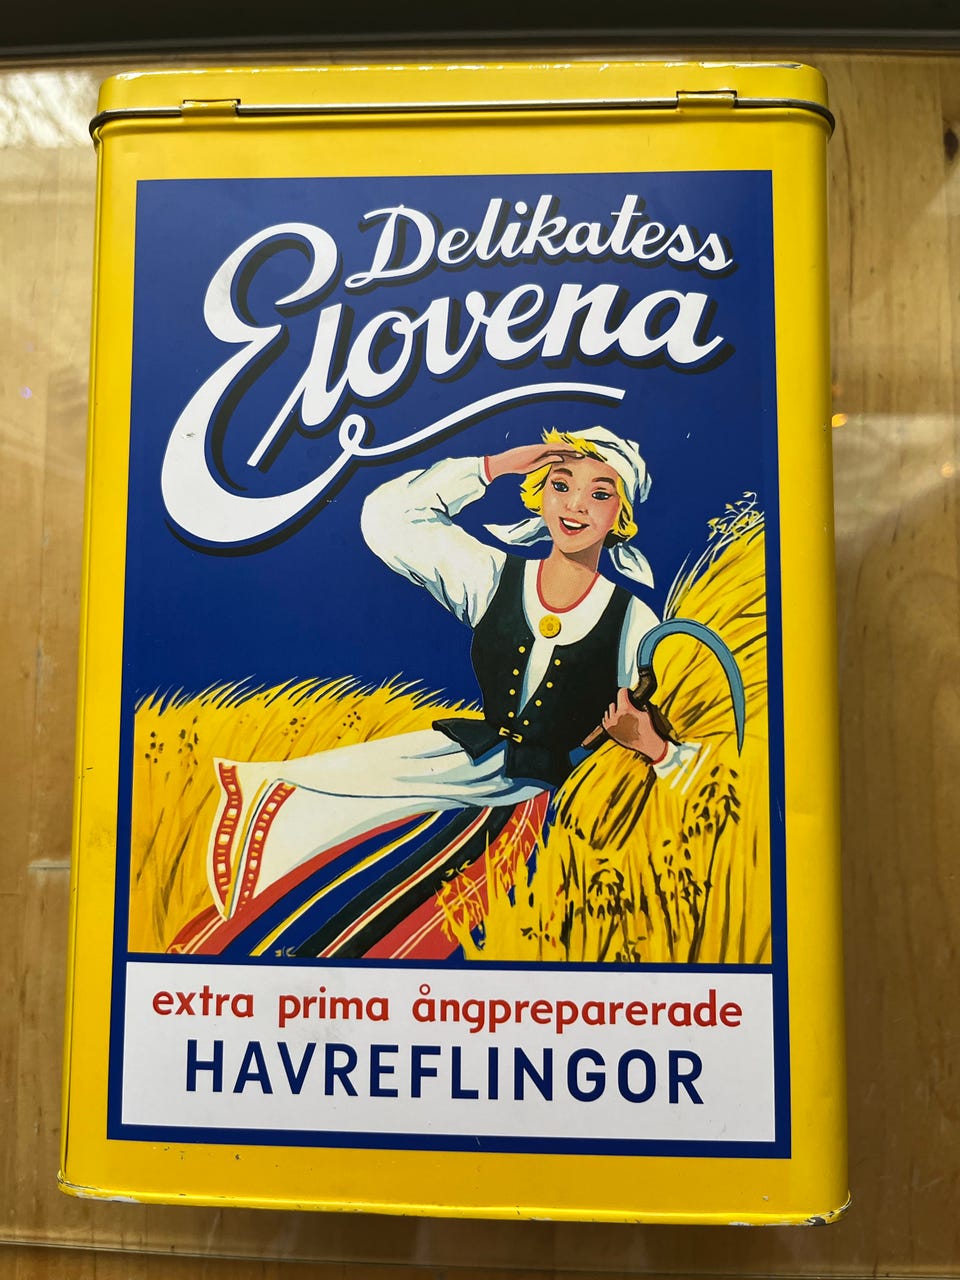 Delikatess
Elovena
extra prima ångpreparerade
HAVREFLINGOR